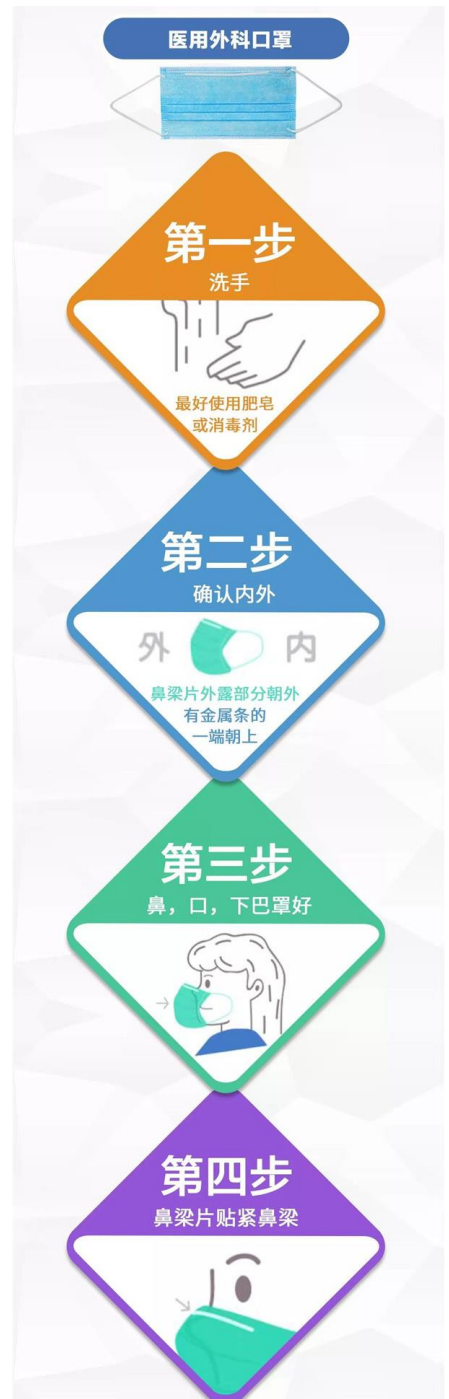 医用外科口罩
第一步
洗手
最好使用肥皂
或消毒剂
第二步
确认内外
外 内
鼻梁片外露部分朝外
有金属条的
一端朝上
第三步
鼻，口，下巴罩好
第四步
鼻梁片贴紧鼻梁